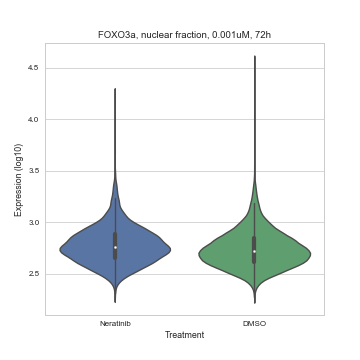 FOXO3a, nuclear fraction, 0.001uM, 72h
4.5
4.0
3.5
3.0
2.5
Expression (log10)
Neratinib
DMSO
Treatment